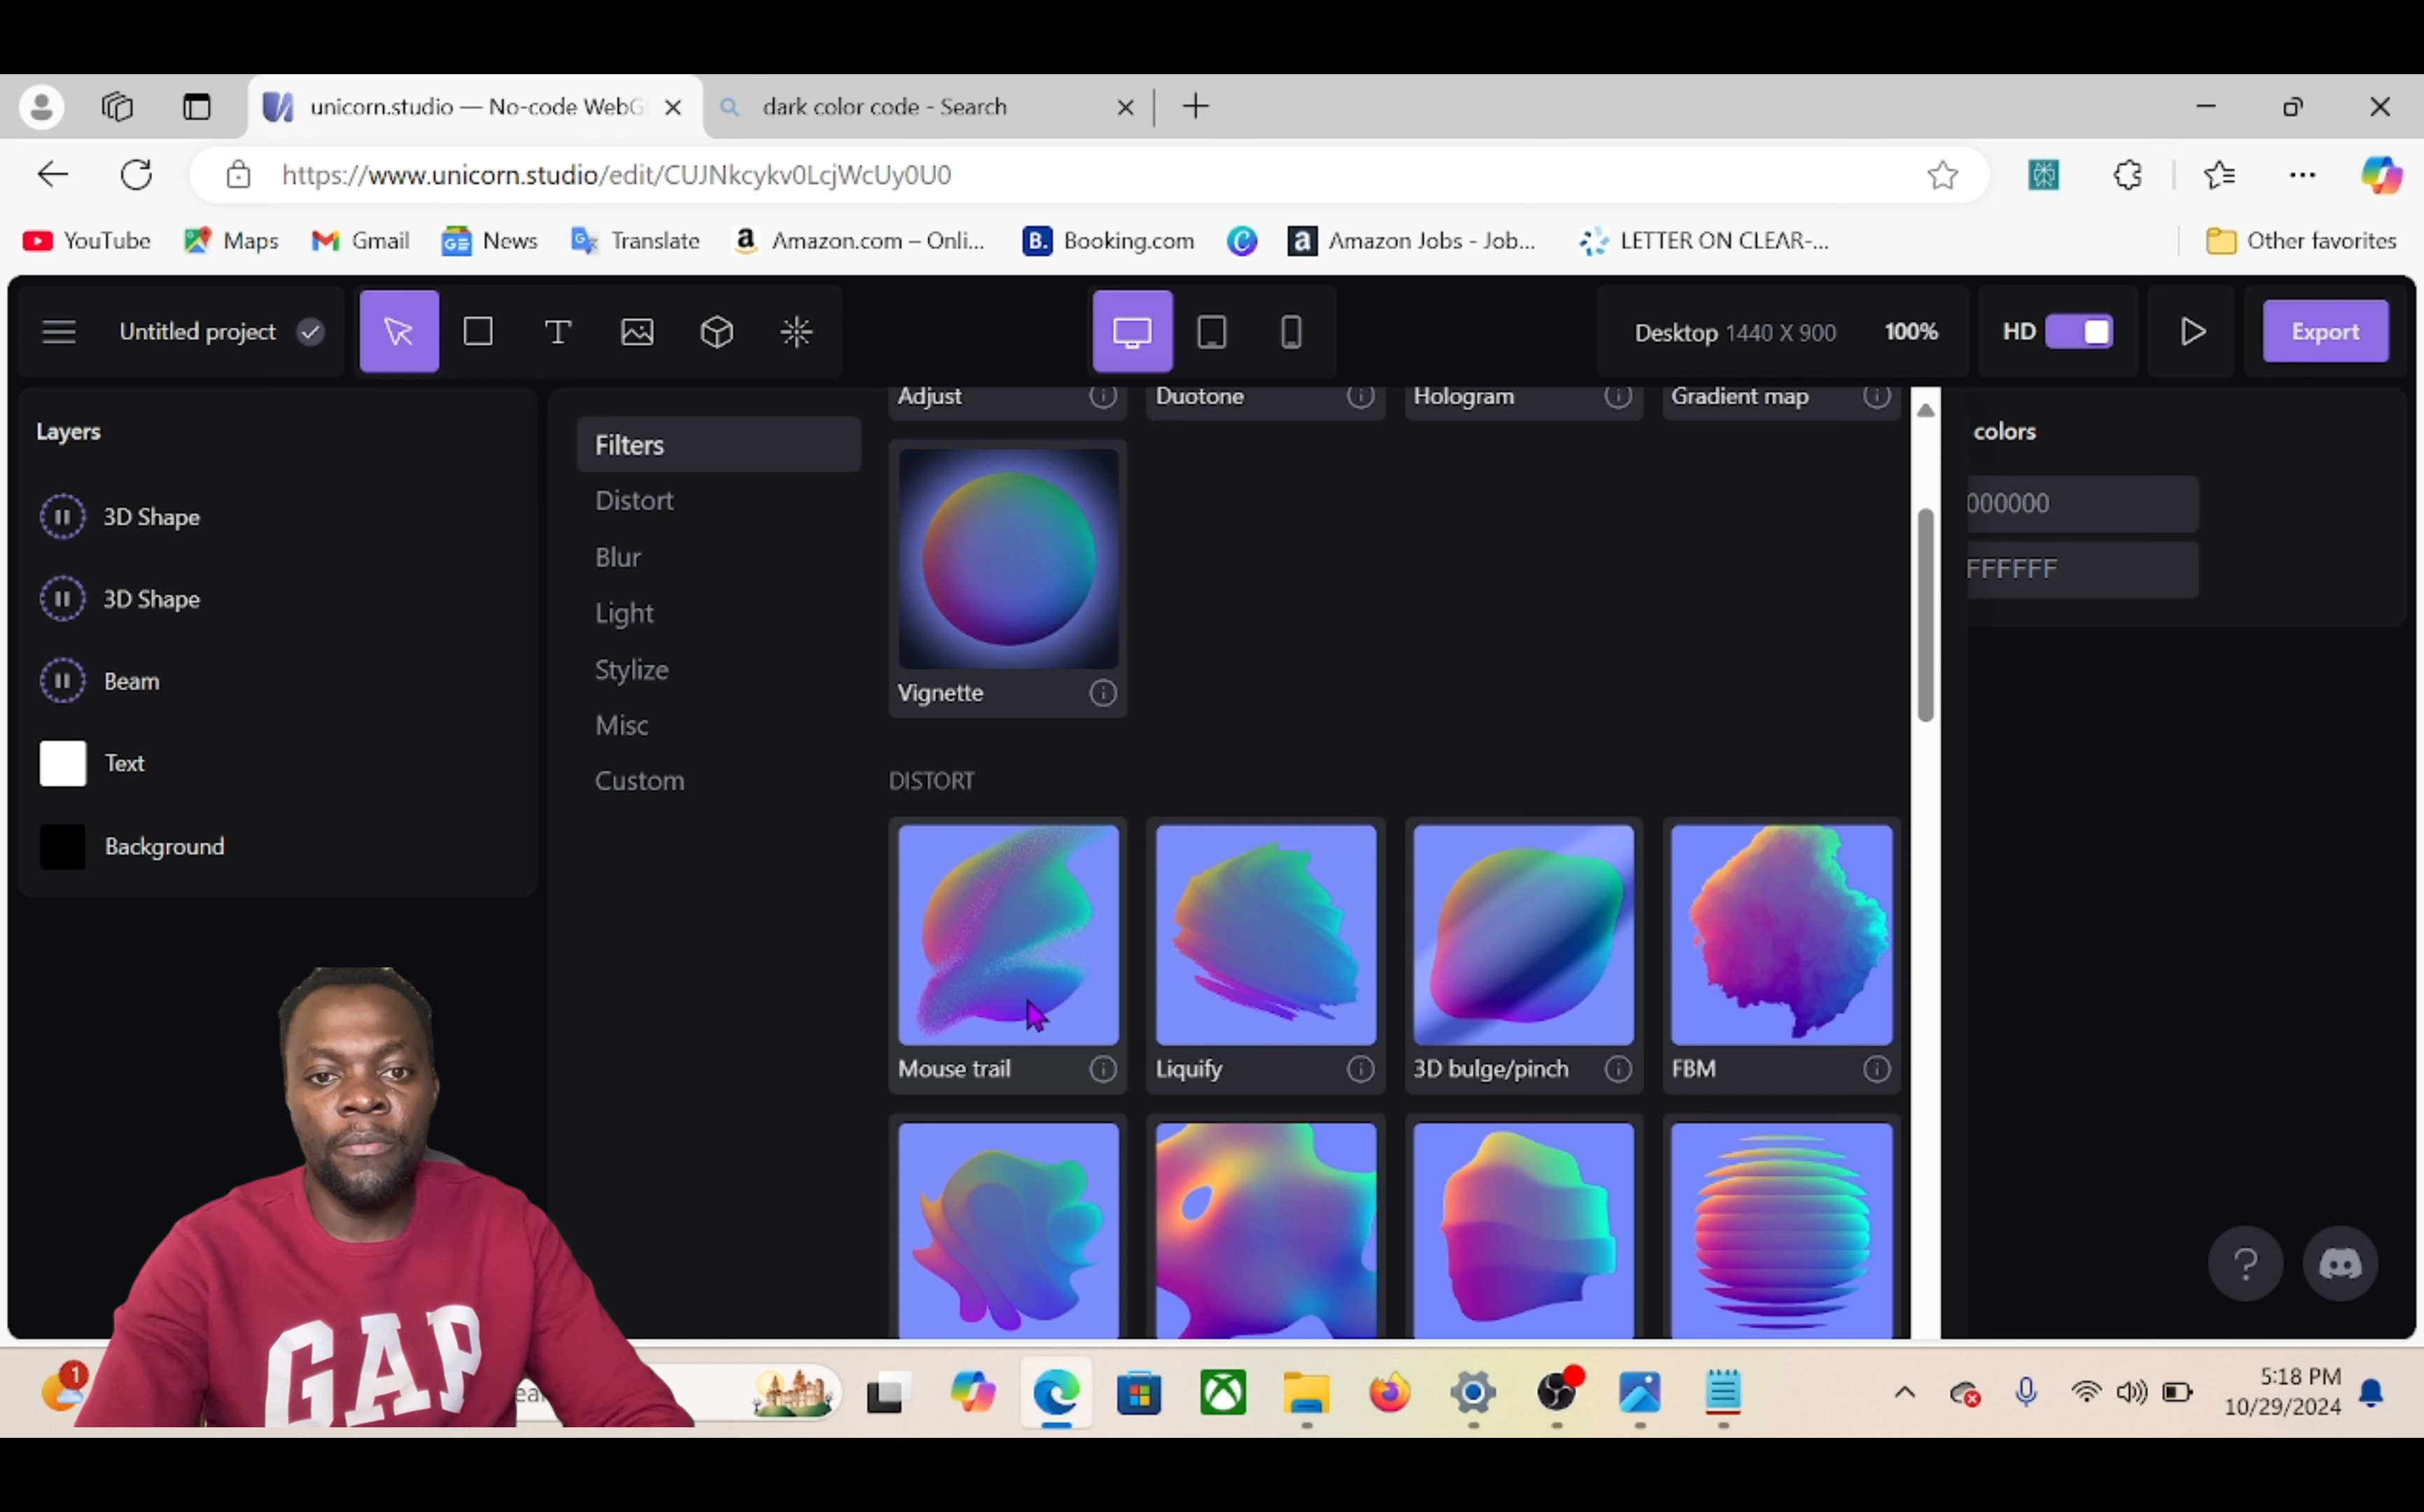 unicorn.studio — No-code WebG
dark color code - Search
https://www.unicorn.studio/edit/CUJNkcykv0LcjWcUy0U0
YouTube
Maps
Gmail
News
Translate
Amazon.com – Onli...
Booking.com
Amazon Jobs - Job...
LETTER ON CLEAR-...
Other favorites
Untitled project
Desktop 1440 X 900 100%
HD
Export
Layers
3D Shape
3D Shape
Beam
Text
Background
Filters
Distort
Blur
Light
Stylize
Misc
Custom
Adjust
Duotone
Hologram
Gradient map
Vignette
DISTORT
Mouse trail
Liquify
3D bulge/pinch
FBM
colors
000000
FFFFFF
GAP
1
5:18 PM
10/29/2024